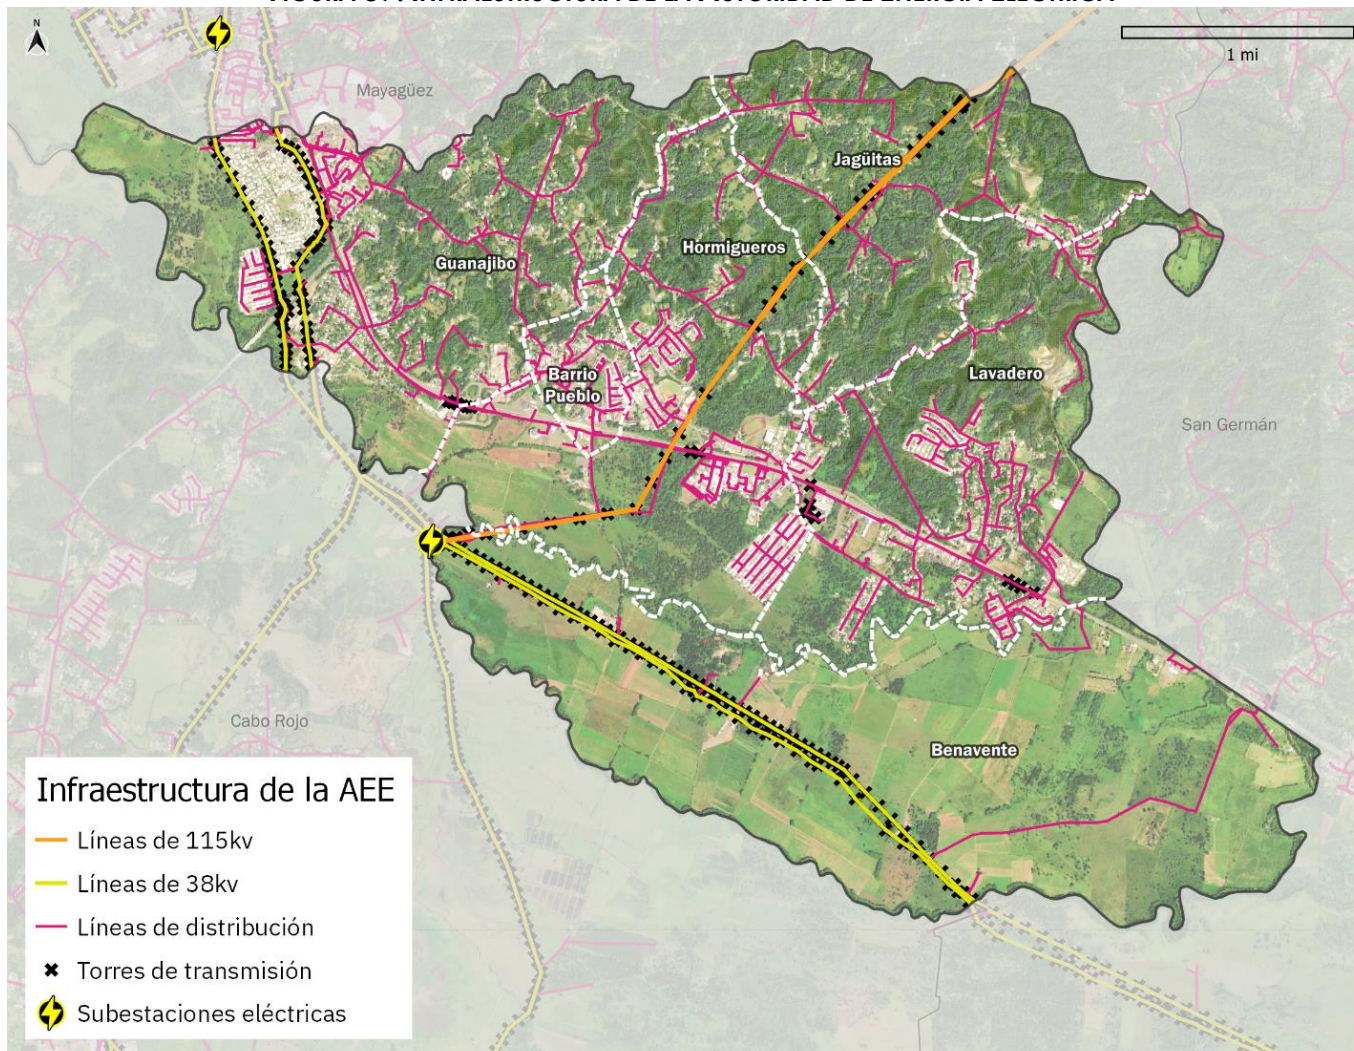 N
1 mi
Mayagüez
Jagüitas
Hormigueros
Guanajibo
Barrio
Pueblo
Lavadero
San Germán
Cabo Rojo
Benavente
Infraestructura de la AEE
Líneas de 115kv
Líneas de 38kv
Líneas de distribución
Torres de transmisión
Subestaciones eléctricas